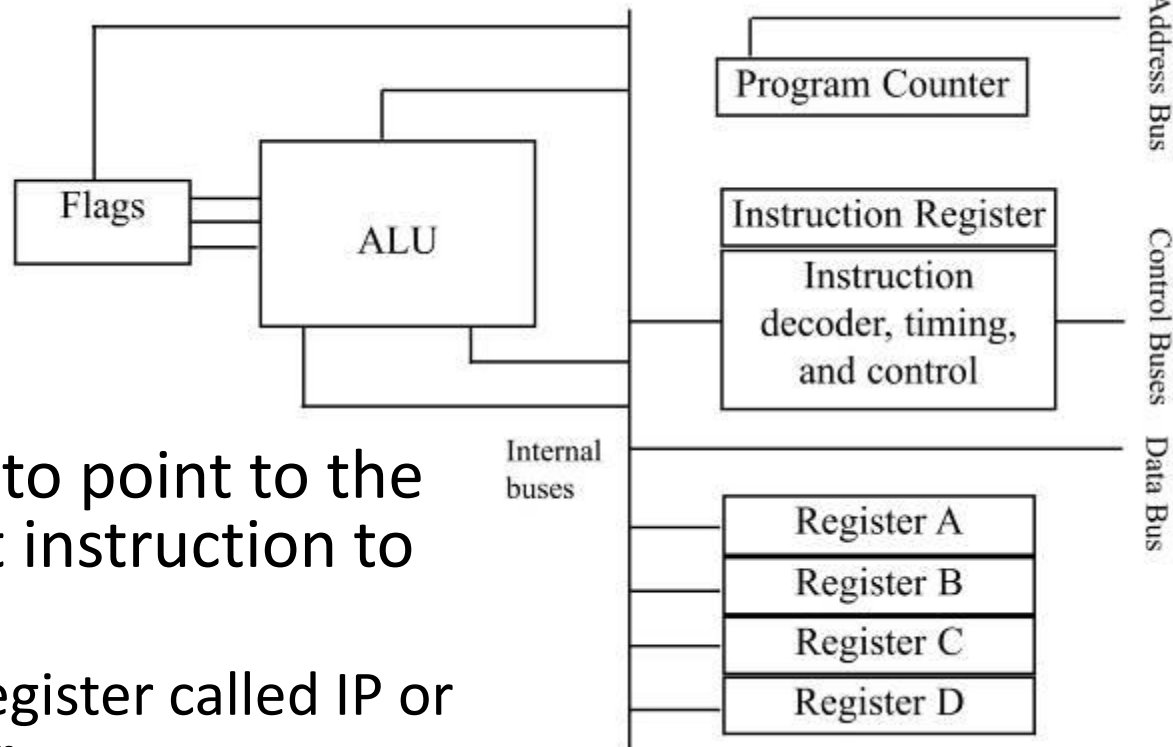 Address Bus
Program Counter
Flags
ALU
Instruction Register
Instruction
decoder, timing,
and control
Control Buses
Internal
buses
Data Bus
Register A
Register B
Register C
Register D
to point to the
instruction to
register called IP or